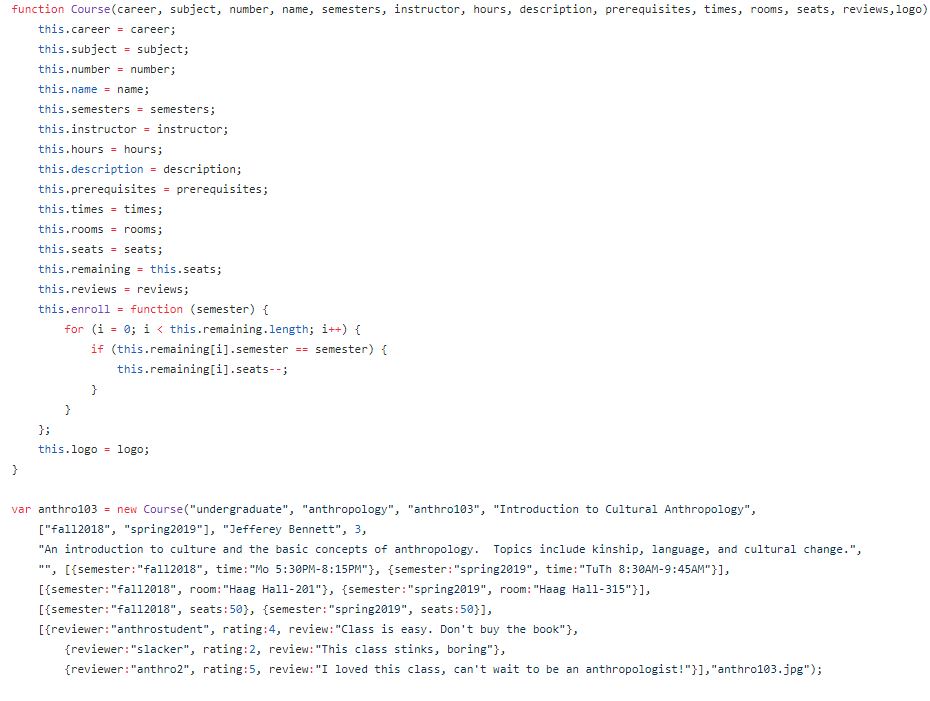 function Course(career, subject, number, name, semesters, instructor, hours, description, prerequisites, times, rooms, seats, reviews,logo)
    this.career = career;
    this.subject = subject;
    this.number = number;
    this.name = name;
    this.semesters = semesters;
    this.instructor = instructor;
    this.hours = hours;
    this.description = description;
    this.prerequisites = prerequisites;
    this.times = times;
    this.rooms = rooms;
    this.seats = seats;
    this.remaining = this.seats;
    this.reviews = reviews;
    this.enroll = function (semester) {
        for (i = 0; i < this.remaining.length; i++) {
            if (this.remaining[i].semester == semester) {
                this.remaining[i].seats--;
            }
        }
    };
    this.logo = logo;
}
var anthro103 = new Course("undergraduate", "anthropology", "anthro103", "Introduction to Cultural Anthropology",
    ["fall2018", "spring2019"], "Jefferey Bennett", 3,
    "An introduction to culture and the basic concepts of anthropology.  Topics include kinship, language, and cultural change.",
    "", [{semester:"fall2018", time:"Mo 5:30PM-8:15PM"}, {semester:"spring2019", time:"TuTh 8:30AM-9:45AM"}],
    [{semester:"fall2018", room:"Haag Hall-201"}, {semester:"spring2019", room:"Haag Hall-315"}],
    [{semester:"fall2018", seats:50}, {semester:"spring2019", seats:50}],
    [{reviewer:"anthrostudent", rating:4, review:"Class is easy. Don't buy the book"},
        {reviewer:"slacker", rating:2, review:"This class stinks, boring"},
        {reviewer:"anthro2", rating:5, review:"I loved this class, can't wait to be an anthropologist!"}],"anthro103.jpg");